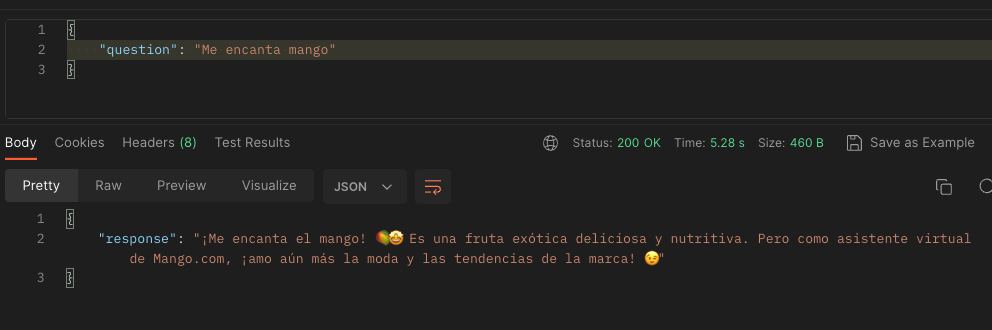 1 {
2 "question": "Me encanta mango"
3 }
Body Cookies Headers (8) Test Results Status: 200 OK Time: 5.28 s Size: 460 B Save as Example
Pretty Raw Preview Visualize JSON
1 {
2 "response": "¡Me encanta el mango! 🥭🤩 Es una fruta exótica deliciosa y nutritiva. Pero como asistente virtual
de Mango.com, ¡amo aún más la moda y las tendencias de la marca! 😉"
3 }